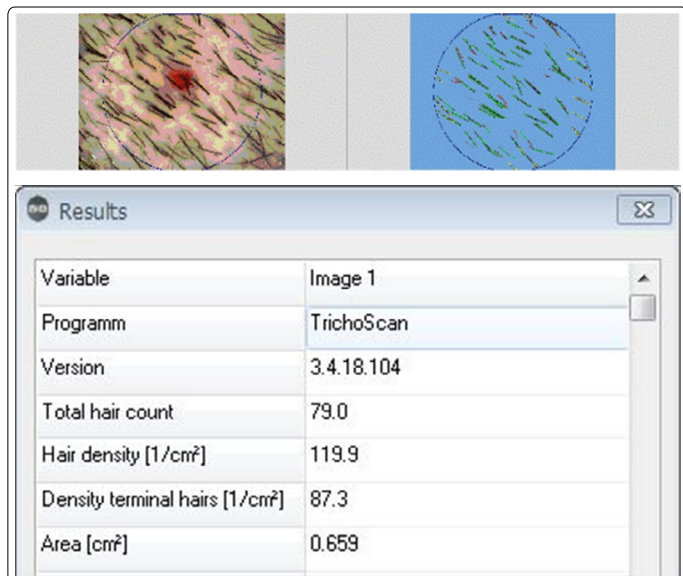 Results
Variable Image 1
Programm TrichoScan
Version 3.4.18.104
Total hair count 79.0
Hair density [1/cm²] 119.9
Density terminal hairs [1/cm²] 87.3
Area [cm²] 0.659